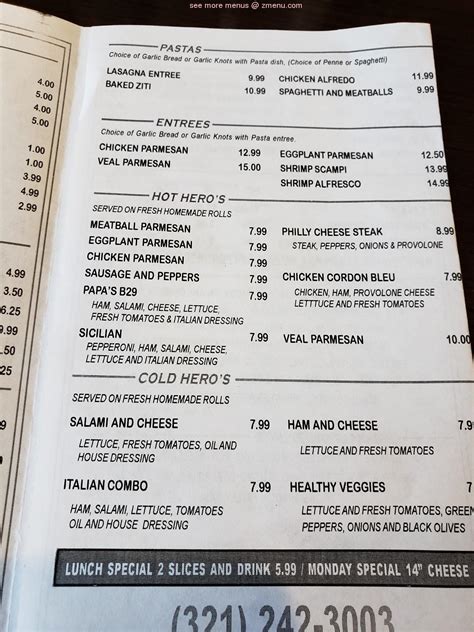 see more menus @ zmenu.com
4.00
5.00
4.00
5.00
1.00
1.00
3.99
4.99
2.99
4.99
3.50
6.25
9.99
.50
25
PASTAS
Choice of Garlic Bread or Garlic Knots with Pasta dish, (Choice of Penne or Spaghetti)
LASAGNA ENTREE 9.99 CHICKEN ALFREDO 11.99
BAKED ZITI 10.99 SPAGHETTI AND MEATBALLS 9.99
ENTREES
Choice of Garlic Bread or Garlic Knots with Pasta entree.
CHICKEN PARMESAN 12.99 EGGPLANT PARMESAN 12.50
VEAL PARMESAN 15.00 SHRIMP SCAMPI 13.99
SHRIMP ALFRESCO 14.99
HOT HERO'S
SERVED ON FRESH HOMEMADE ROLLS
MEATBALL PARMESAN 7.99 PHILLY CHEESE STEAK 8.99
EGGPLANT PARMESAN 7.99 STEAK, PEPPERS, ONIONS & PROVOLONE
CHICKEN PARMESAN 7.99
SAUSAGE AND PEPPERS 7.99 CHICKEN CORDON BLEU 7.99
PAPA'S B29 7.99 CHICKEN, HAM, PROVOLONE CHEESE
HAM, SALAMI, CHEESE, LETTUCE, LETTTUCE AND FRESH TOMATOES
FRESH TOMATOES & ITALIAN DRESSING
SICILIAN 7.99 VEAL PARMESAN 10.00
PEPPERONI, HAM, SALAMI, CHEESE,
LETTUCE AND ITALIAN DRESSING
COLD HERO'S
SERVED ON FRESH HOMEMADE ROLLS
SALAMI AND CHEESE 7.99 HAM AND CHEESE 7.9
LETTUCE, FRESH TOMATOES, OIL AND LETTUCE AND FRESH TOMATOES
HOUSE DRESSING
ITALIAN COMBO 7.99 HEALTHY VEGGIES 7.
HAM, SALAMI, LETTUCE, TOMATOES LETTUCE AND FRESH TOMATOES, GREEN
OIL AND HOUSE DRESSING PEPPERS, ONIONS AND BLACK OLIVES
LUNCH SPECIAL 2 SLICES AND DRINK 5.99 / MONDAY SPECIAL 14" CHEESE
(321) 242-3003